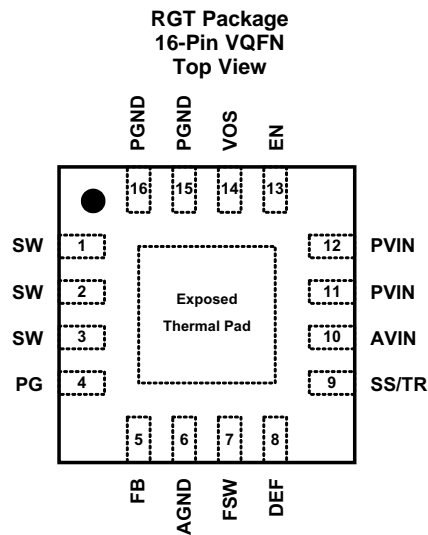 RGT Package
16-Pin VQFN
Top View
PGND PGND VOS EN
16 15 14 13
SW 1 12 PVIN
SW 2 11 PVIN
SW 3 10 AVIN
PG 4 9 SS/TR
Exposed
Thermal Pad
5 6 7 8
FB AGND FSW DEF